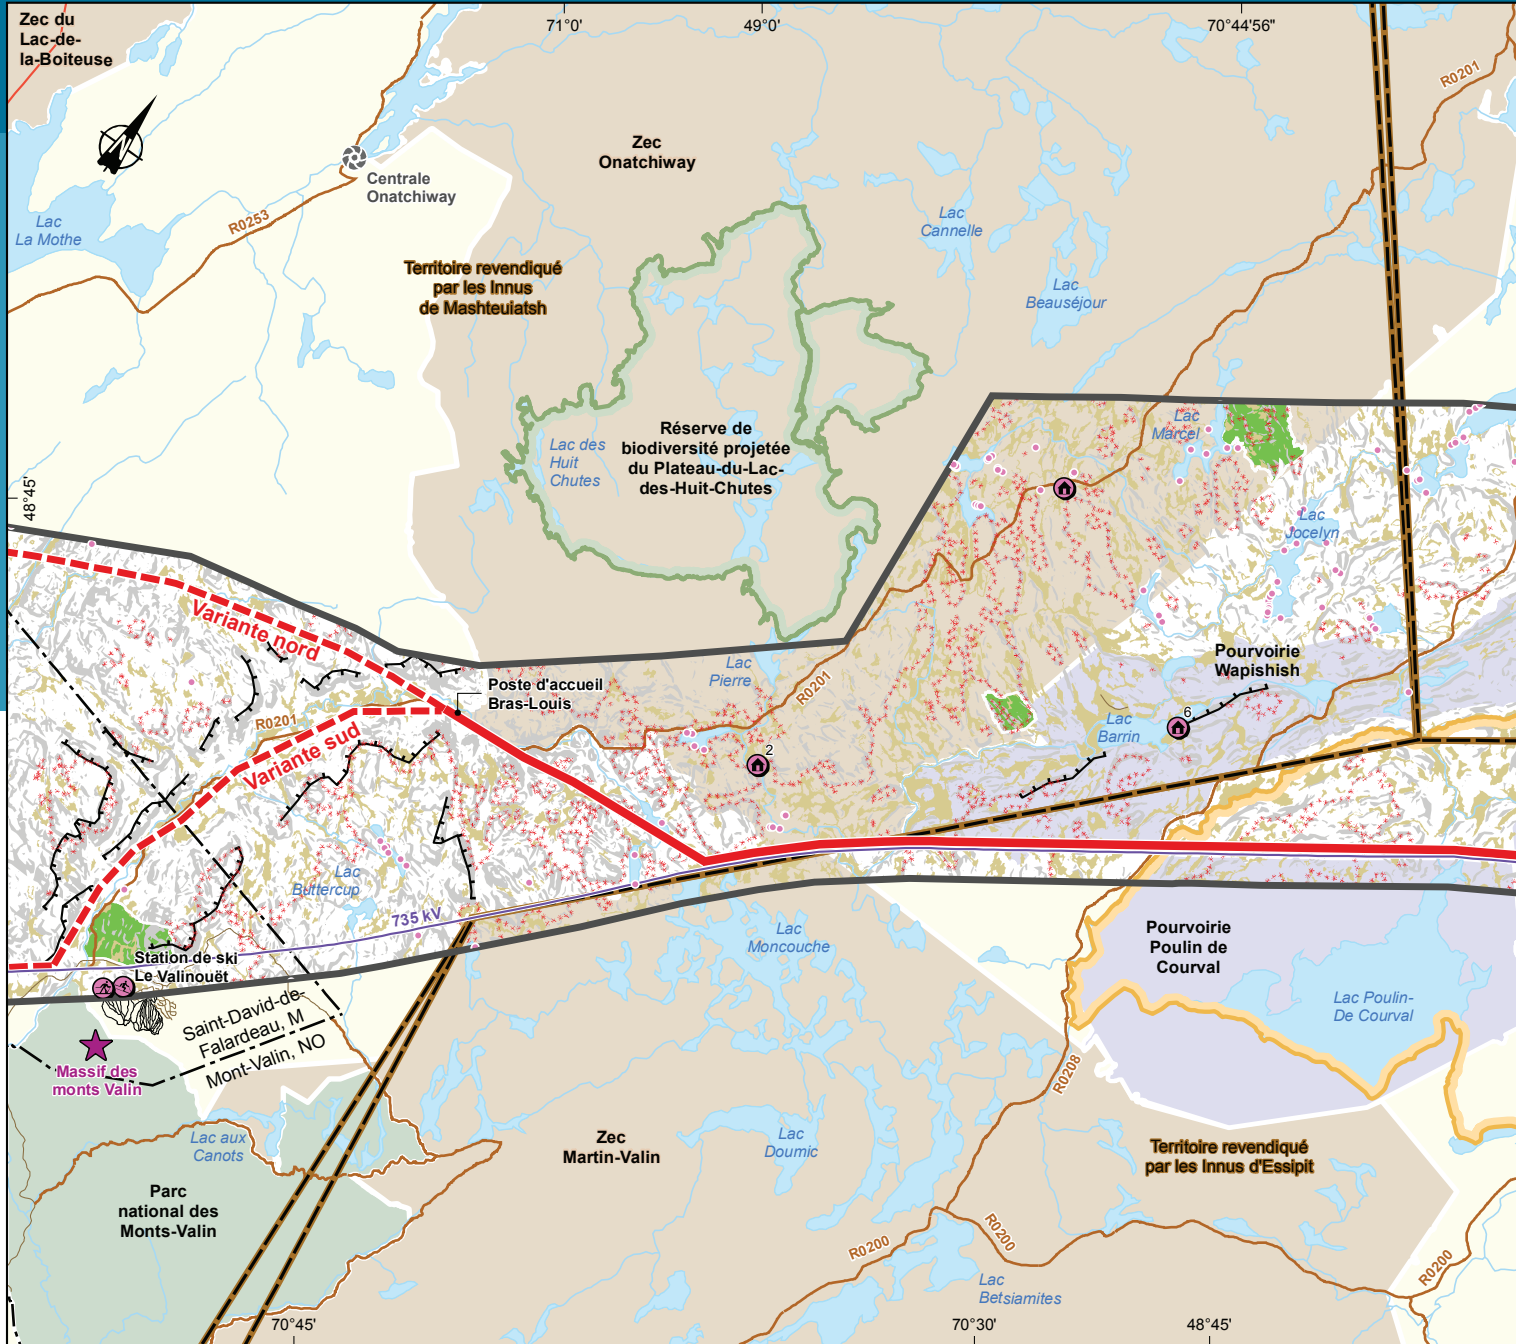 Zec du
Lac-de-
la-Boiteuse
71°0'
49°0'
70°44'56"
R0201
Zec
Onatchiway
Centrale
Onatchiway
Lac
La Mothe
R0253
Lac
Cannelle
Territoire revendiqué
par les Innus
de Mashteuiatsh
Lac
Beauséjour
Réserve de
biodiversité projetée
du Plateau-du-Lac-
des-Huit-Chutes
Lac des
Huit
Chutes
Lac
Marcel
48°45'
Lac
Jocelyn
Variante nord
Lac
Pierre
Pourvoirie
Wapishish
Poste d'accueil
Bras-Louis
R0201
R0201
Variante sud
Lac
Barrin
6
2
Lac
Buttercup
735 kV
Lac
Moncouche
Pourvoirie
Poulin de
Courval
Station de ski
Le Valinouët
Lac Poulin-
De Courval
Saint-David-de-
Falardeau, M
Mont-Valin, NO
Massif des
monts Valin
R0208
Lac aux
Canots
Zec
Martin-Valin
Lac
Doumic
Territoire revendiqué
par les Innus d'Essipit
Parc
national des
Monts-Valin
R0200
R0200
R0200
Lac
Betsiamites
70°45'
70°30'
48°45'